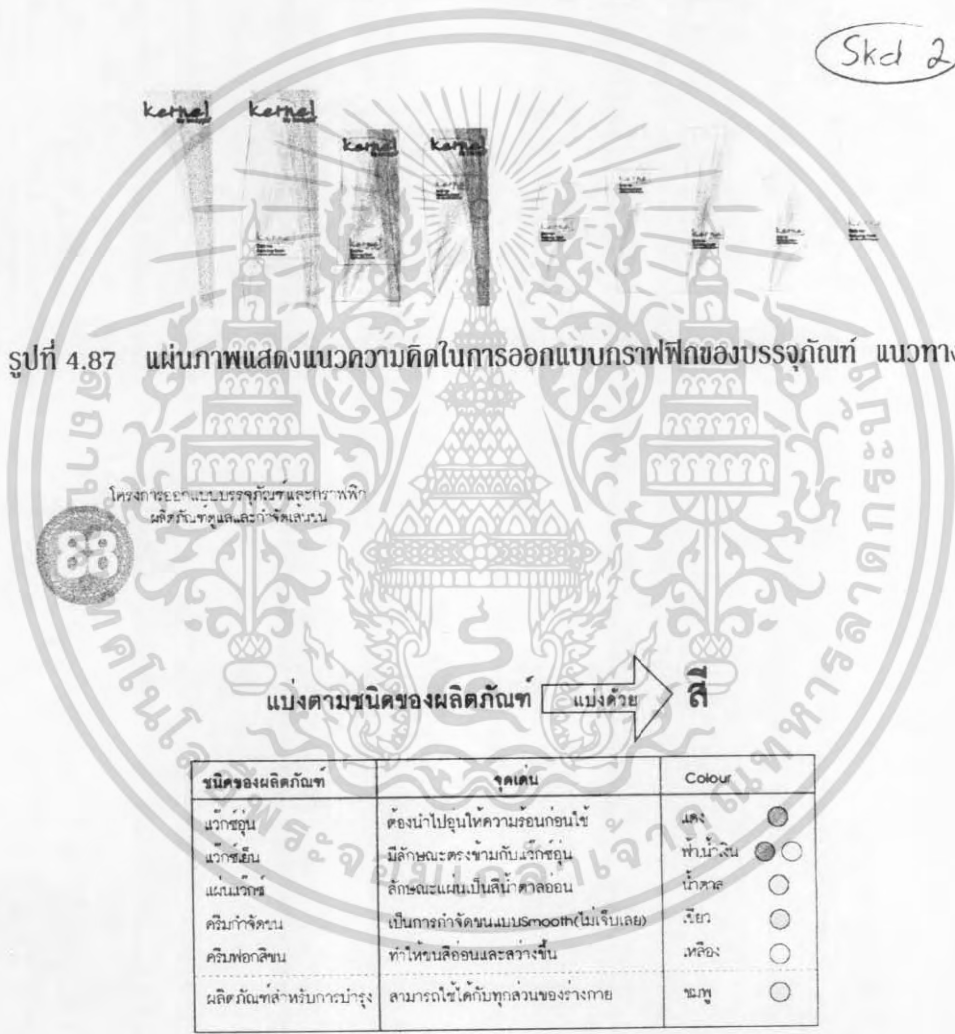 Skd 2
kernel kernel kernel kernel
รูปที่ 4.87 แผ่นภาพแสดงแนวความคิดในการออกแบบกราฟฟิกของบรรจุภัณฑ์ แนวทาง
โครงการออกแบบบรรจุภัณฑ์และกราฟฟิก
ผลิตภัณฑ์ดูแลและกำจัดเส้นขน
88
แบ่งตามชนิดของผลิตภัณฑ์ แบ่งด้วย สี
ชนิดของผลิตภัณฑ์ จุดเด่น Colour
แว๊กซ์อุ่น ต้องนำไปอุ่นให้ความร้อนก่อนใช้ แดง
แว๊กซ์เย็น มีลักษณะตรงข้ามกับแว๊กซ์อุ่น ฟ้า,น้ำเงิน
แผ่นแว๊กซ์ ลักษณะแผ่นเป็นสีน้ำตาลอ่อน น้ำตาล
ครีมกำจัดขน เป็นการกำจัดขนแบบSmooth(ไม่เจ็บเลย) เขียว
ครีมฟอกสีขน ทำให้ขนสีอ่อนและสว่างขึ้น เหลือง
ผลิตภัณฑ์สำหรับการบำรุง สามารถใช้ได้กับทุกส่วนของร่างกาย ชมพู